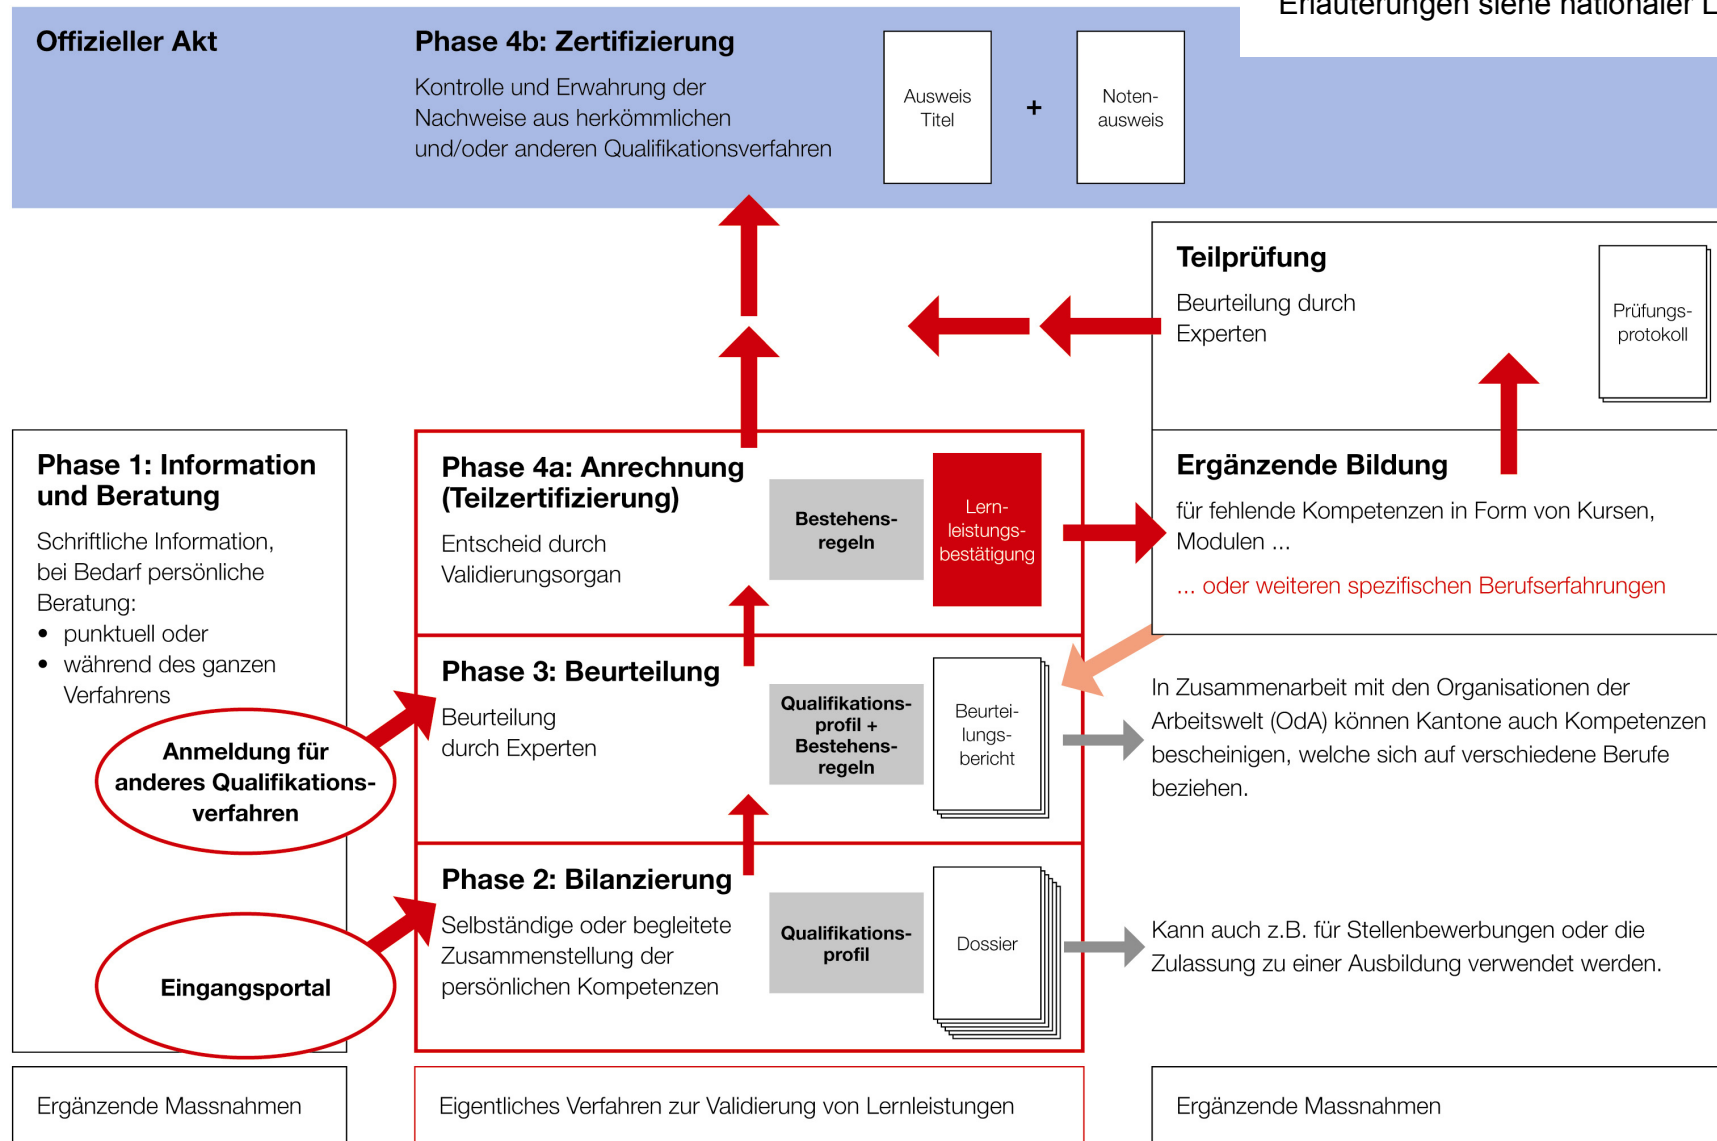 Erläuterungen siehe nationaler
Offizieller Akt
Phase 4b: Zertifizierung
Kontrolle und Erwahrung der
Nachweise aus herkömmlichen
und/oder anderen Qualifikationsverfahren
Ausweis
Titel
+
Noten-
ausweis
Teilprüfung
Beurteilung durch
Experten
Prüfungs-
protokoll
Phase 1: Information
und Beratung
Schriftliche Information,
bei Bedarf persönliche
Beratung:
• punktuell oder
• während des ganzen
Verfahrens
Anmeldung für
anderes Qualifikations-
verfahren
Eingangsportal
Phase 4a: Anrechnung
(Teilzertifizierung)
Entscheid durch
Validierungsorgan
Bestehens-
regeln
Lern-
leistungs-
bestätigung
Ergänzende Bildung
für fehlende Kompetenzen in Form von Kursen,
Modulen ...
... oder weiteren spezifischen Berufserfahrungen
Phase 3: Beurteilung
Beurteilung
durch Experten
Qualifikations-
profil +
Bestehens-
regeln
Beurtei-
lungs-
bericht
In Zusammenarbeit mit den Organisationen der
Arbeitswelt (OdA) können Kantone auch Kompetenzen
bescheinigen, welche sich auf verschiedene Berufe
beziehen.
Phase 2: Bilanzierung
Selbständige oder begleitete
Zusammenstellung der
persönlichen Kompetenzen
Qualifikations-
profil
Dossier
Kann auch z.B. für Stellenbewerbungen oder die
Zulassung zu einer Ausbildung verwendet werden.
Ergänzende Massnahmen
Eigentliches Verfahren zur Validierung von Lernleistungen
Ergänzende Massnahmen